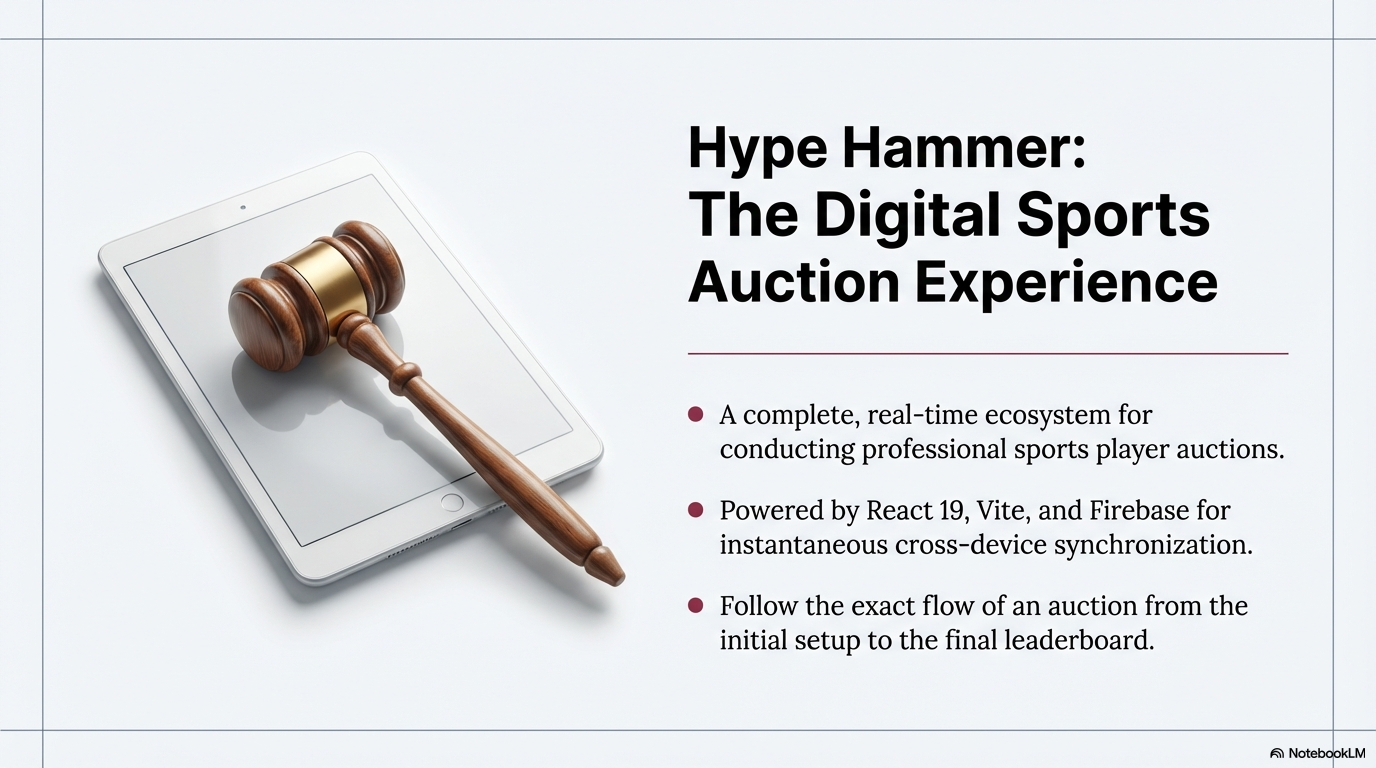 Hype Hammer:
The Digital Sports
Auction Experience
A complete, real-time ecosystem for
conducting professional sports player auctions.
Powered by React 19, Vite, and Firebase for
instantaneous cross-device synchronization.
Follow the exact flow of an auction from the
initial setup to the final leaderboard.
NotebookLM